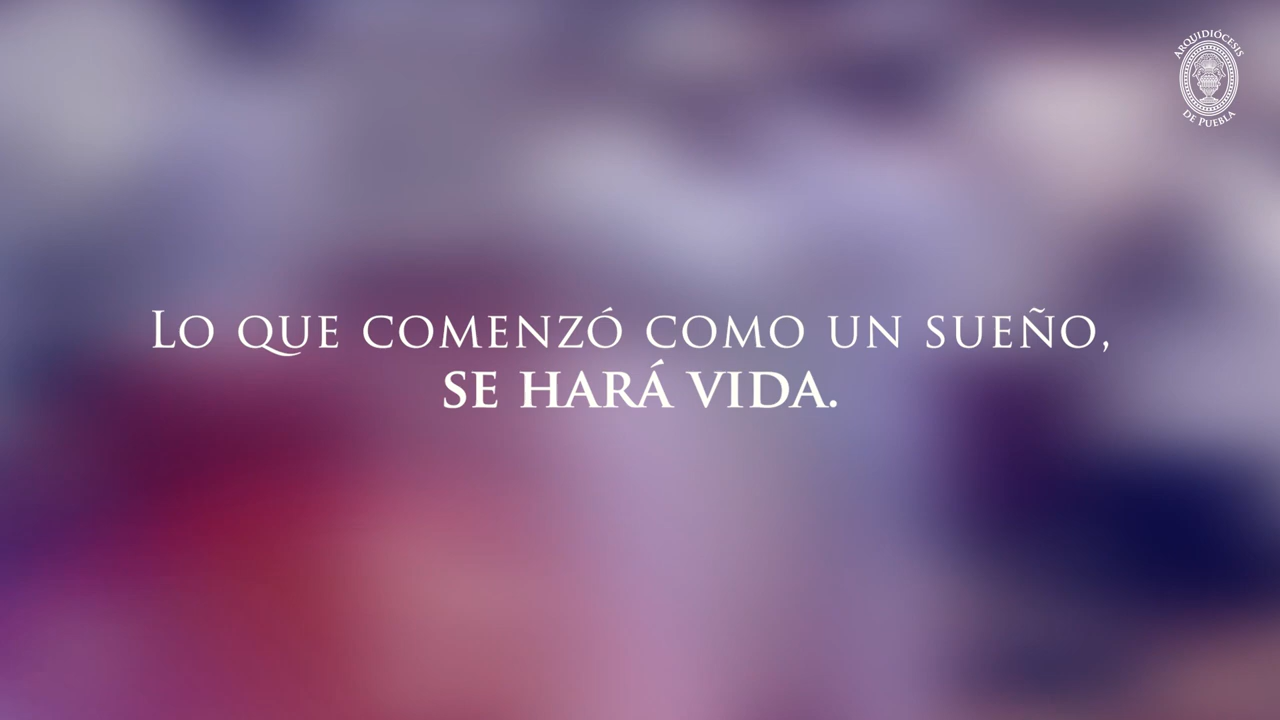 ARQUIDIÓCESIS
DE PUEBLA
LO QUE COMENZÓ COMO UN SUEÑO,
SE HARÁ VIDA.